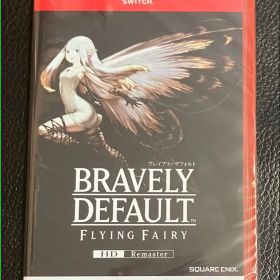 SWITCH
ブレイブリーデフォルト
BRAVELY
DEFAULT™
FLYING FAIRY
HD Remaster
SQUARE ENIX